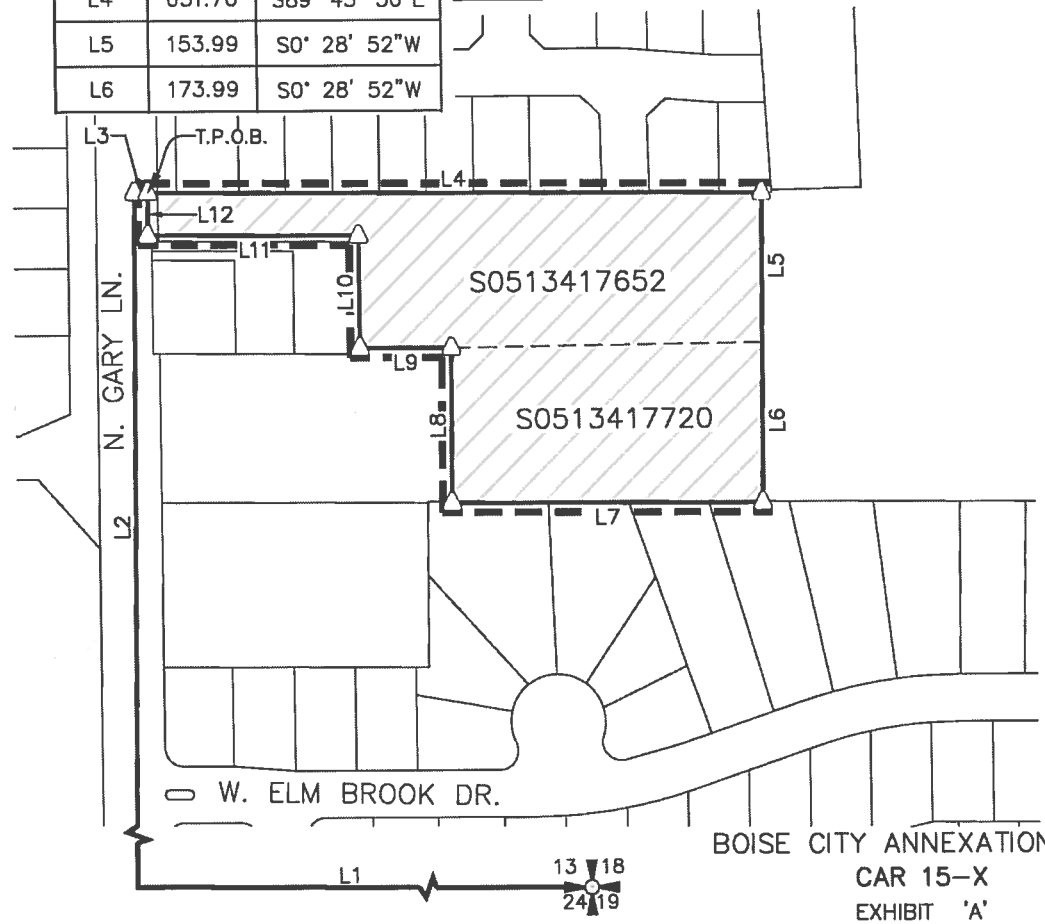 L5 153.99 S0° 28' 52"W
L6 173.99 S0° 28' 52"W
L3
T.P.O.B.
L4
L12
L11
L10
S0513417652
L5
L9
N. GARY LN.
L8
S0513417720
L6
L7
L2
W. ELM BROOK DR.
BOISE CITY ANNEXATION
L1
13 18
24 19
CAR 15-X
EXHIBIT 'A'